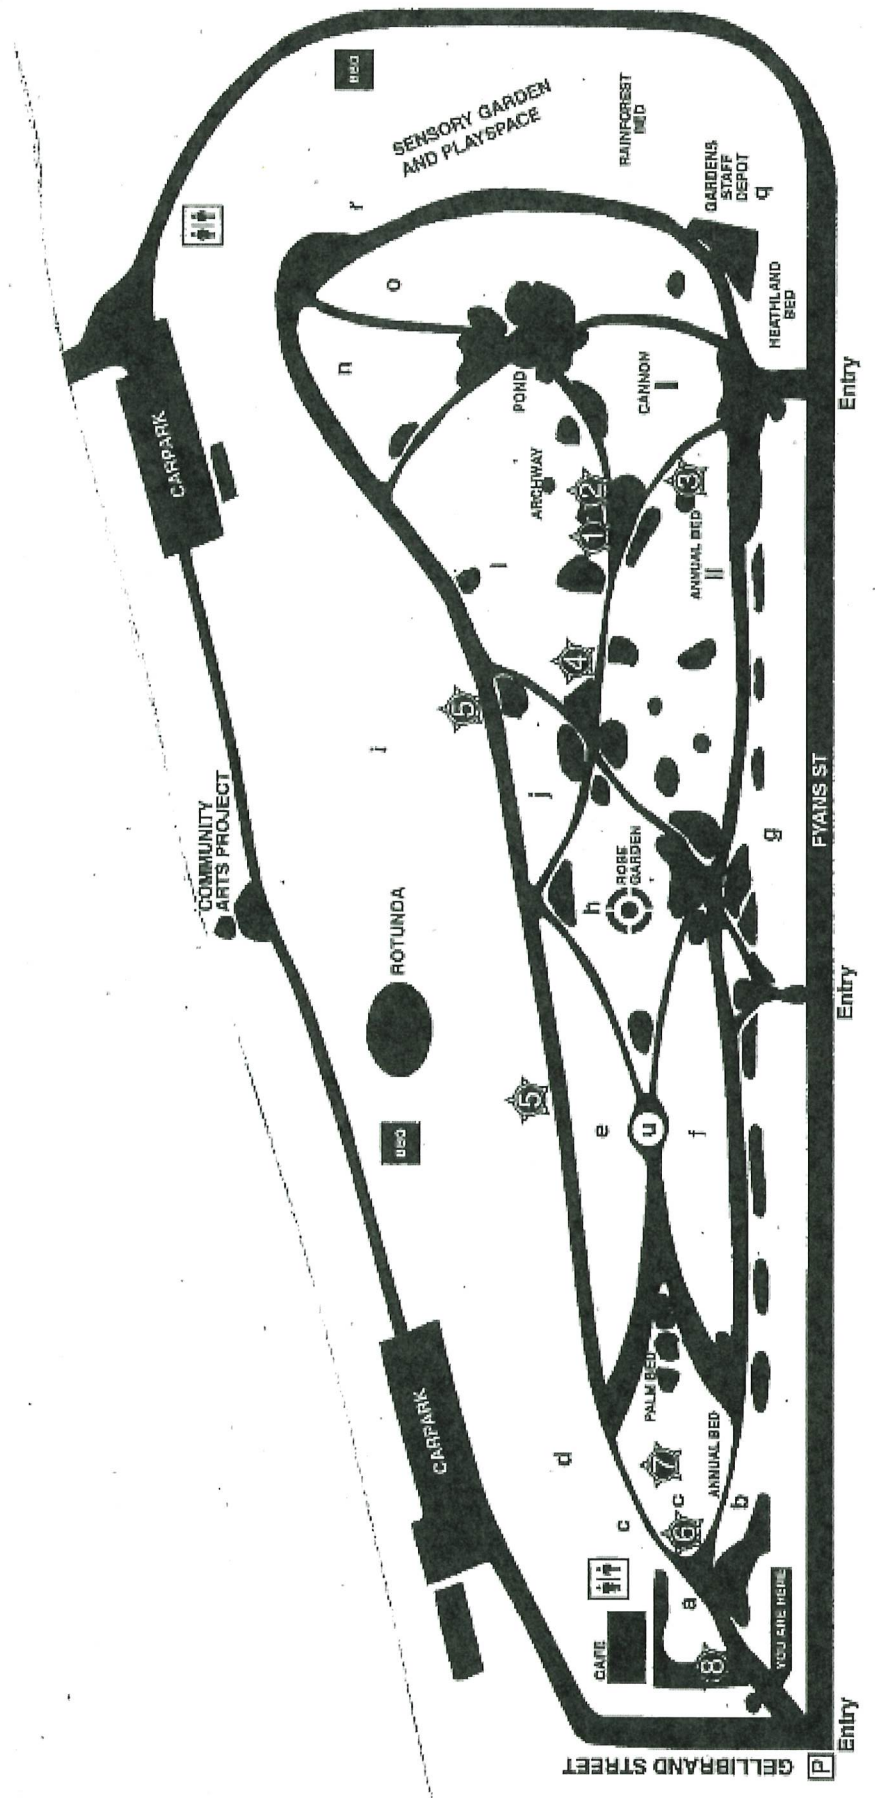 BBQ
SENSORY GARDEN
AND PLAYSPACE
RAINFOREST
BED
GARDENS
STAFF
DEPOT
q
r
o
HEATHLAND
BED
Entry
n
CARPARK
POND
CANNON
ARCHWAY
1
2
3
ANNUAL BED
l
4
5
i
j
COMMUNITY
ARTS PROJECT
FYANS ST
g
ROSE
GARDEN
h
ROTUNDA
Entry
5
BBQ
e
u
f
CARPARK
PALM BED
ANNUAL BED
d
7
c
c
b
6
a
CAFE
8
YOU ARE HERE
Entry
P
GELLIBRAND STREET